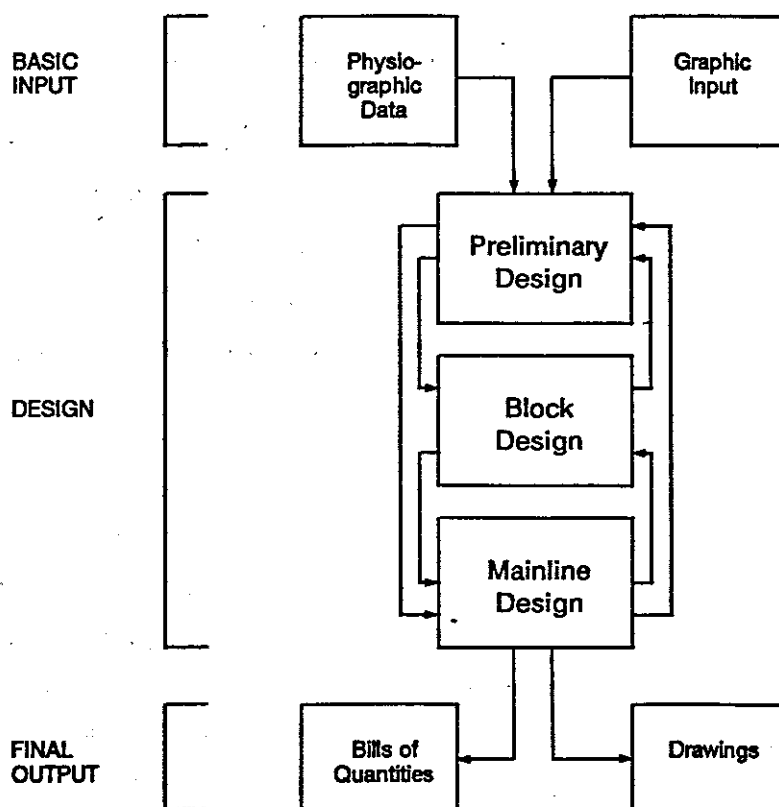 BASIC
INPUT
Physio-
graphic
Data
Graphic
Input
Preliminary
Design
DESIGN
Block
Design
Mainline
Design
FINAL
OUTPUT
Bills of
Quantities
Drawings